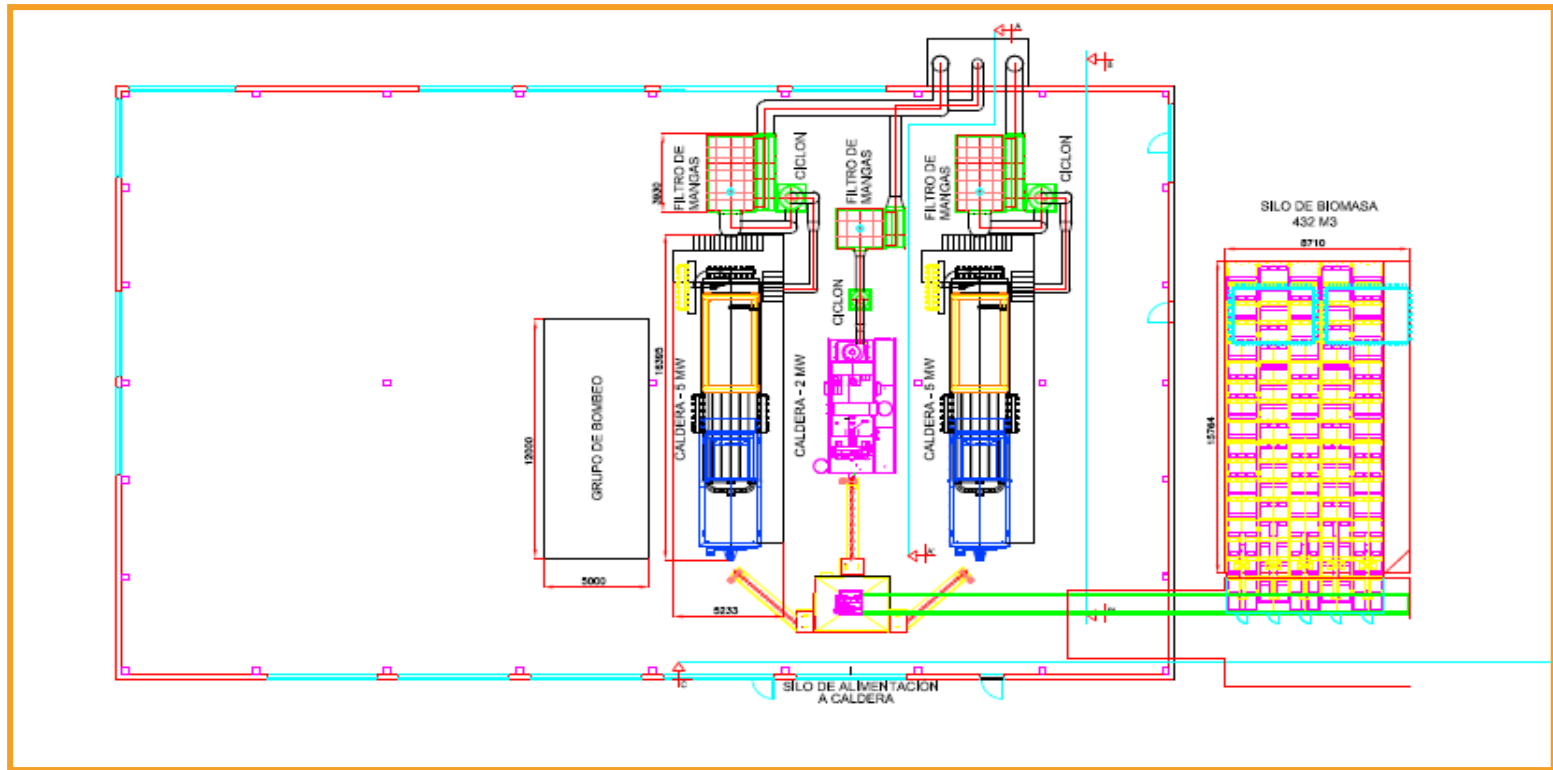 A
FILTRO DE
MANGAS
CICLON
FILTRO DE
MANGAS
FILTRO DE
MANGAS
CICLON
3930
SILO DE BIOMASA
432 M3
8710
CICLON
16395
CALDERA - 5 MW
CALDERA - 2 MW
CALDERA - 5 MW
GRUPO DE BOMBEO
12000
15764
5000
5233
A'
C
SILO DE ALIMENTACIÓN
A CALDERA